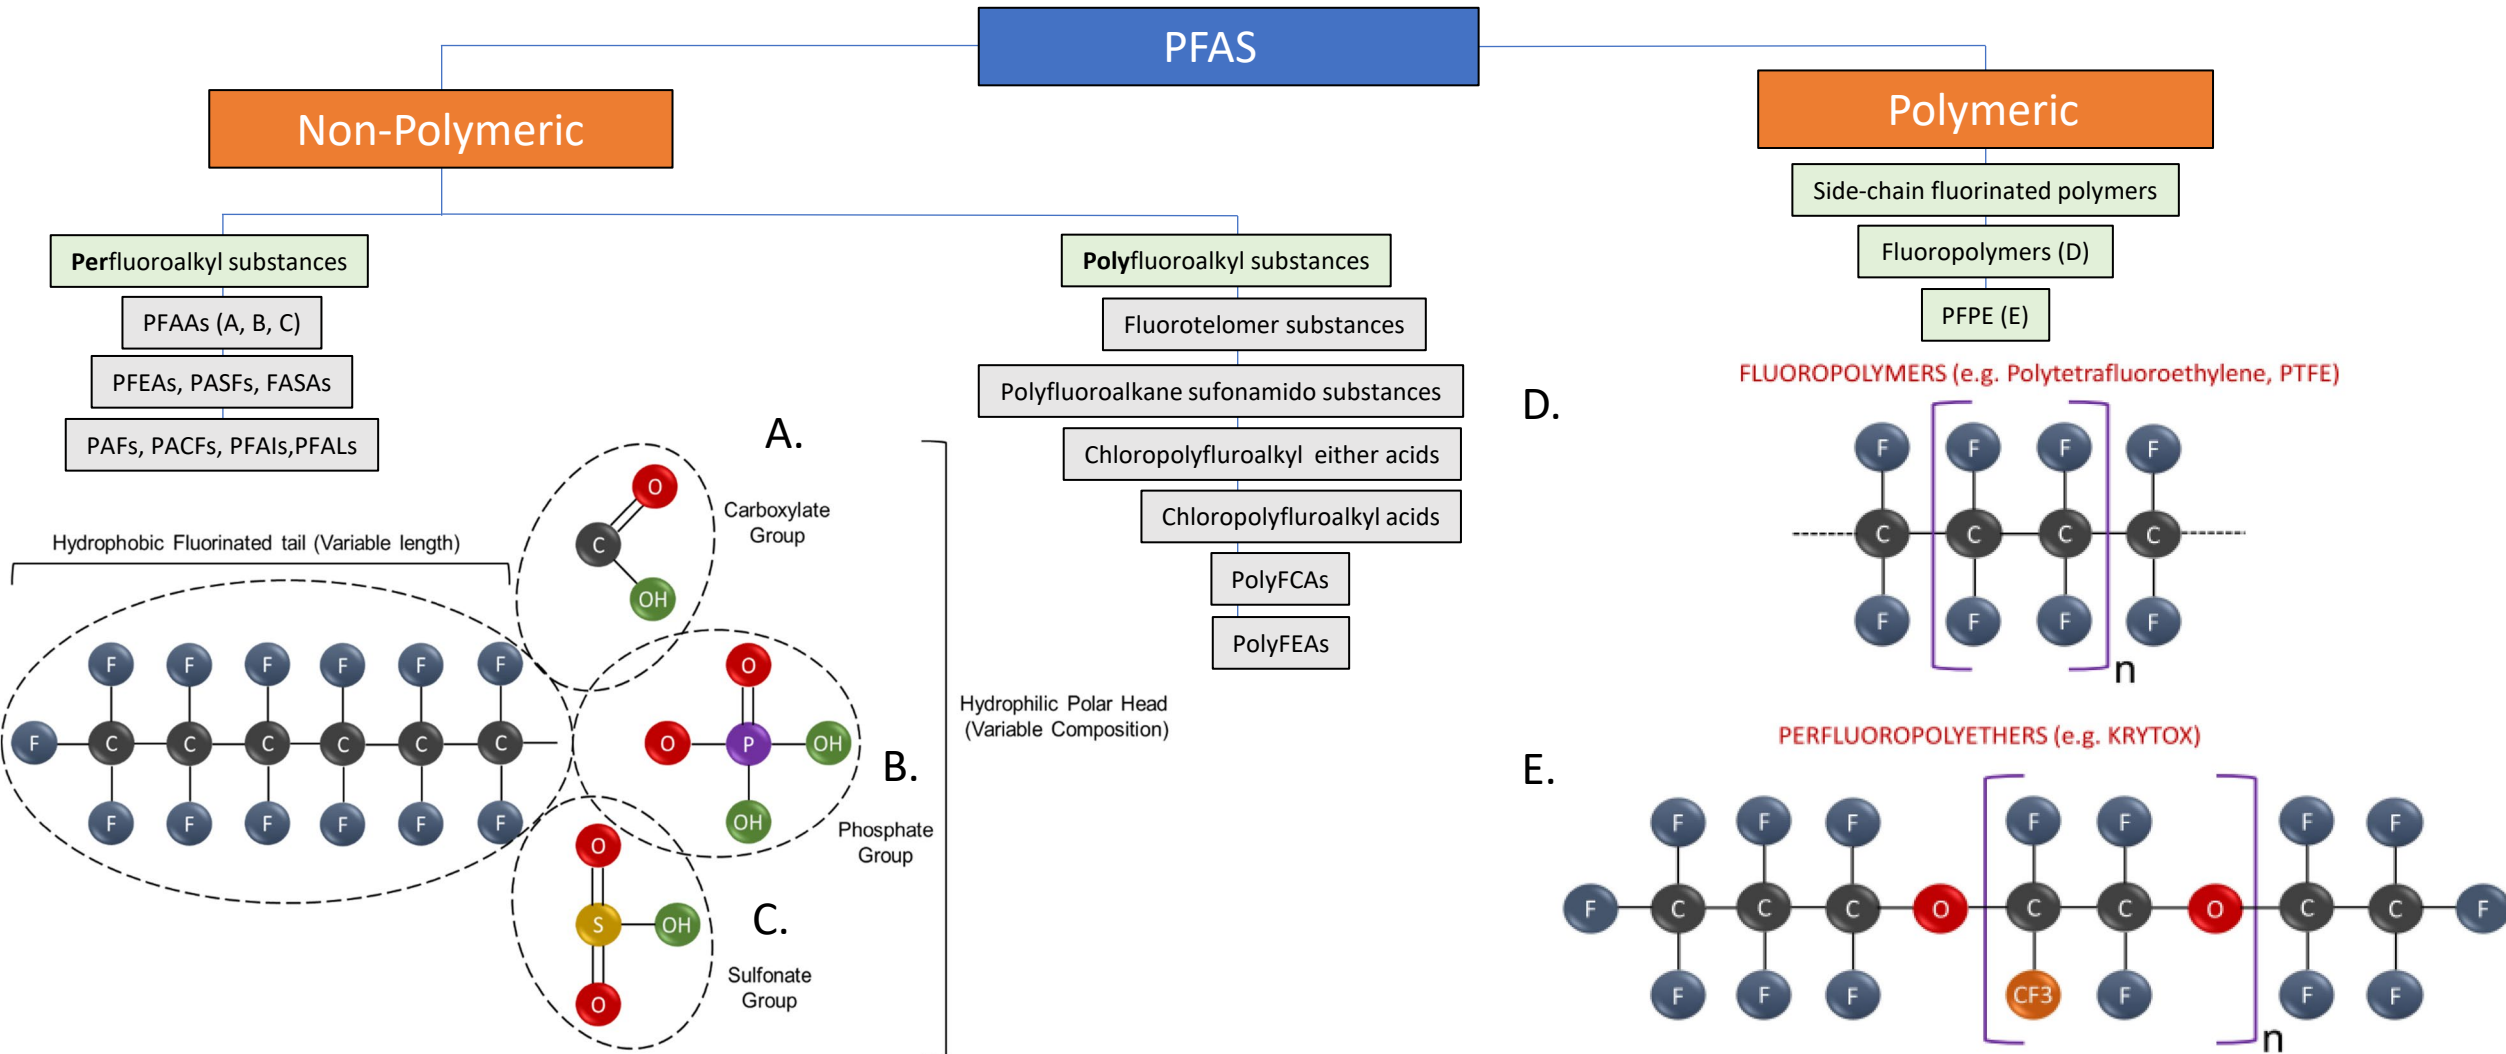 PFAS
Non-Polymeric
Polymeric
Perfluoroalkyl substances
PFAAs (A, B, C)
PFEAs, PASFs, FASAs
PAFs, PACFs, PFAIs,PFALs
Polyfluoroalkyl substances
Fluorotelomer substances
Polyfluoroalkane sufonamido substances
Chloropolyfluroalkyl either acids
Chloropolyfluroalkyl acids
PolyFCAs
PolyFEAs
Side-chain fluorinated polymers
Fluoropolymers (D)
PFPE (E)
Hydrophobic Fluorinated tail (Variable length)
F F F F F F
F C C C C C C
F F F F F F
A.
O
C
OH
Carboxylate
Group
O
O P OH
OH
B.
Phosphate
Group
O
S OH
O
C.
Sulfonate
Group
Hydrophilic Polar Head
(Variable Composition)
FLUOROPOLYMERS (e.g. Polytetrafluoroethylene, PTFE)
D.
F F F F
C C C C
F F F F
n
PERFLUOROPOLYETHERS (e.g. KRYTOX)
E.
F F F F F F F
F C C C O C C O C C F
F F F CF3 F F F
n